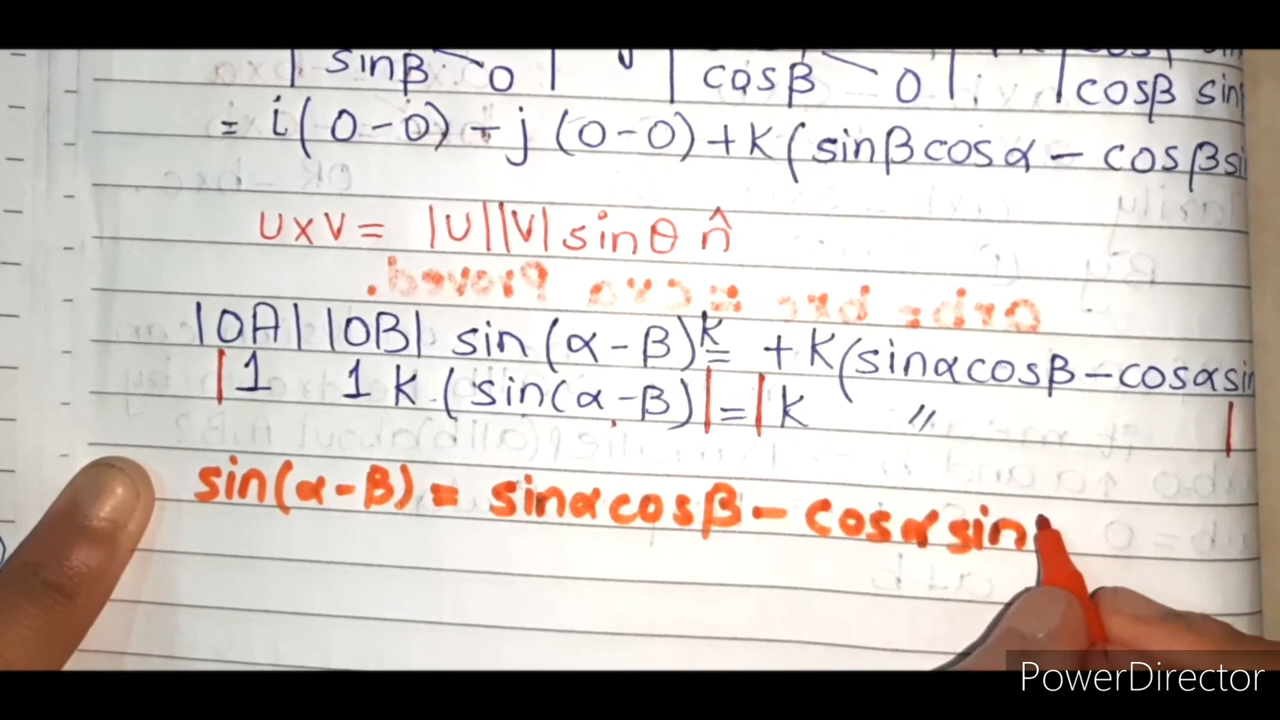 sinβ 0 cosβ 0 cosβ sin
= i(0-0) - j(0-0) + K(sinβcosα - cosβsi
U×V = |U||V| sinθ n̂
|OA| |OB| sin(α-β)k = +K(sinαcosβ - cosαsin
|1 1 K (sin(α-β)| = |k " |
sin(α-β) = sinαcosβ - cosαsin
PowerDirector